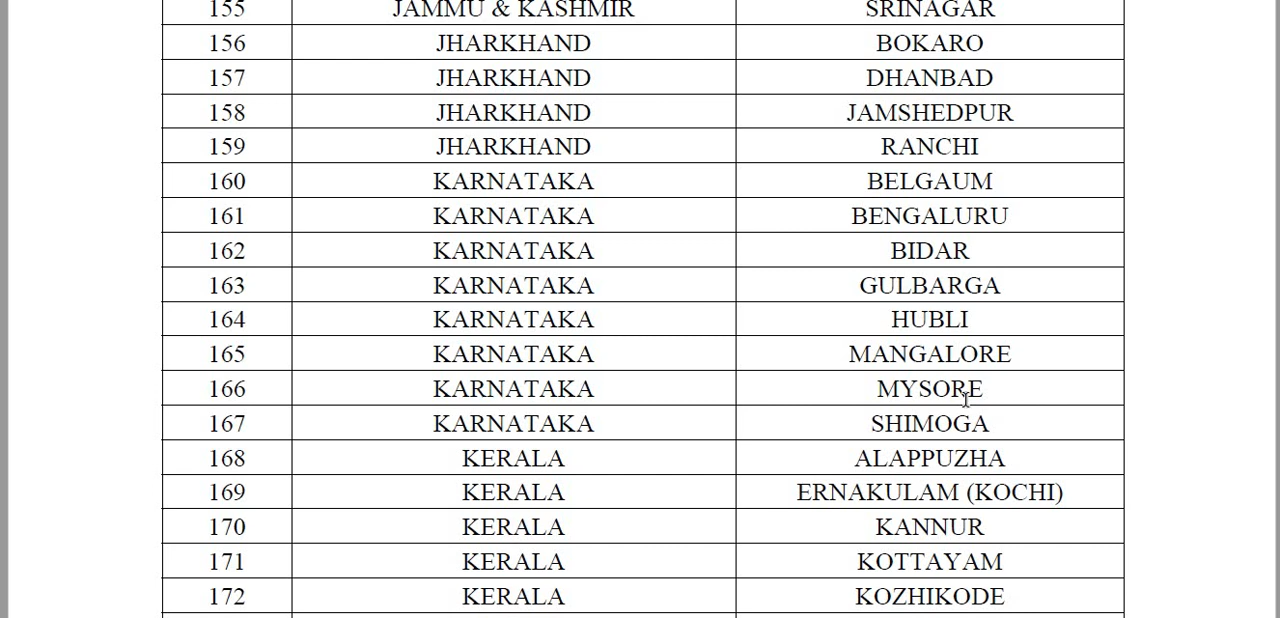 155 JAMMU & KASHMIR SRINAGAR
156 JHARKHAND BOKARO
157 JHARKHAND DHANBAD
158 JHARKHAND JAMSHEDPUR
159 JHARKHAND RANCHI
160 KARNATAKA BELGAUM
161 KARNATAKA BENGALURU
162 KARNATAKA BIDAR
163 KARNATAKA GULBARGA
164 KARNATAKA HUBLI
165 KARNATAKA MANGALORE
166 KARNATAKA MYSORE
167 KARNATAKA SHIMOGA
168 KERALA ALAPPUZHA
169 KERALA ERNAKULAM (KOCHI)
170 KERALA KANNUR
171 KERALA KOTTAYAM
172 KERALA KOZHIKODE